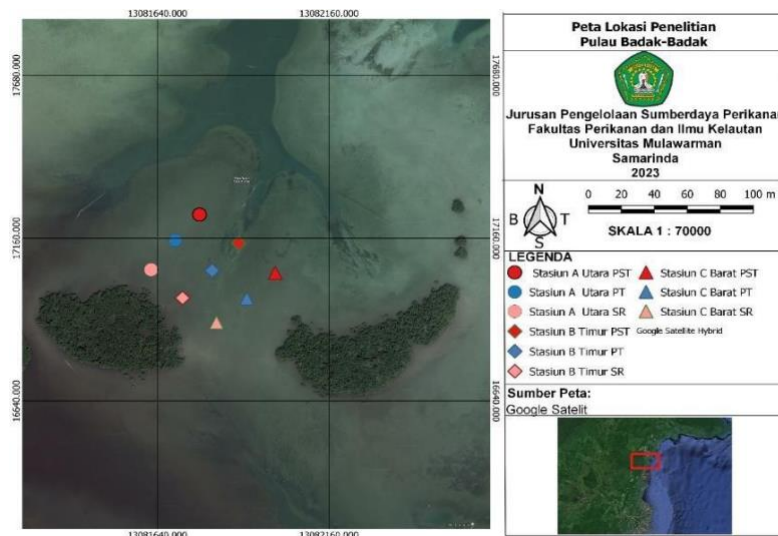 13081640.000 13082160.000
17680.000 17680.000
17160.000 17160.000
16640.000 16640.000
13081640.000 13082160.000
Peta Lokasi Penelitian
Pulau Badak-Badak
Jurusan Pengelolaan Sumberdaya Perikanan
Fakultas Perikanan dan Ilmu Kelautan
Universitas Mulawarman
Samarinda
2023
N
B T
S
0 20 40 60 80 100 m
SKALA 1 : 70000
LEGENDA
Stasiun A Utara PST
Stasiun A Utara PT
Stasiun A Utara SR
Stasiun B Timur PST
Stasiun B Timur PT
Stasiun B Timur SR
Stasiun C Barat PST
Stasiun C Barat PT
Stasiun C Barat SR
Google Satellite Hybrid
Sumber Peta:
Google Satelit